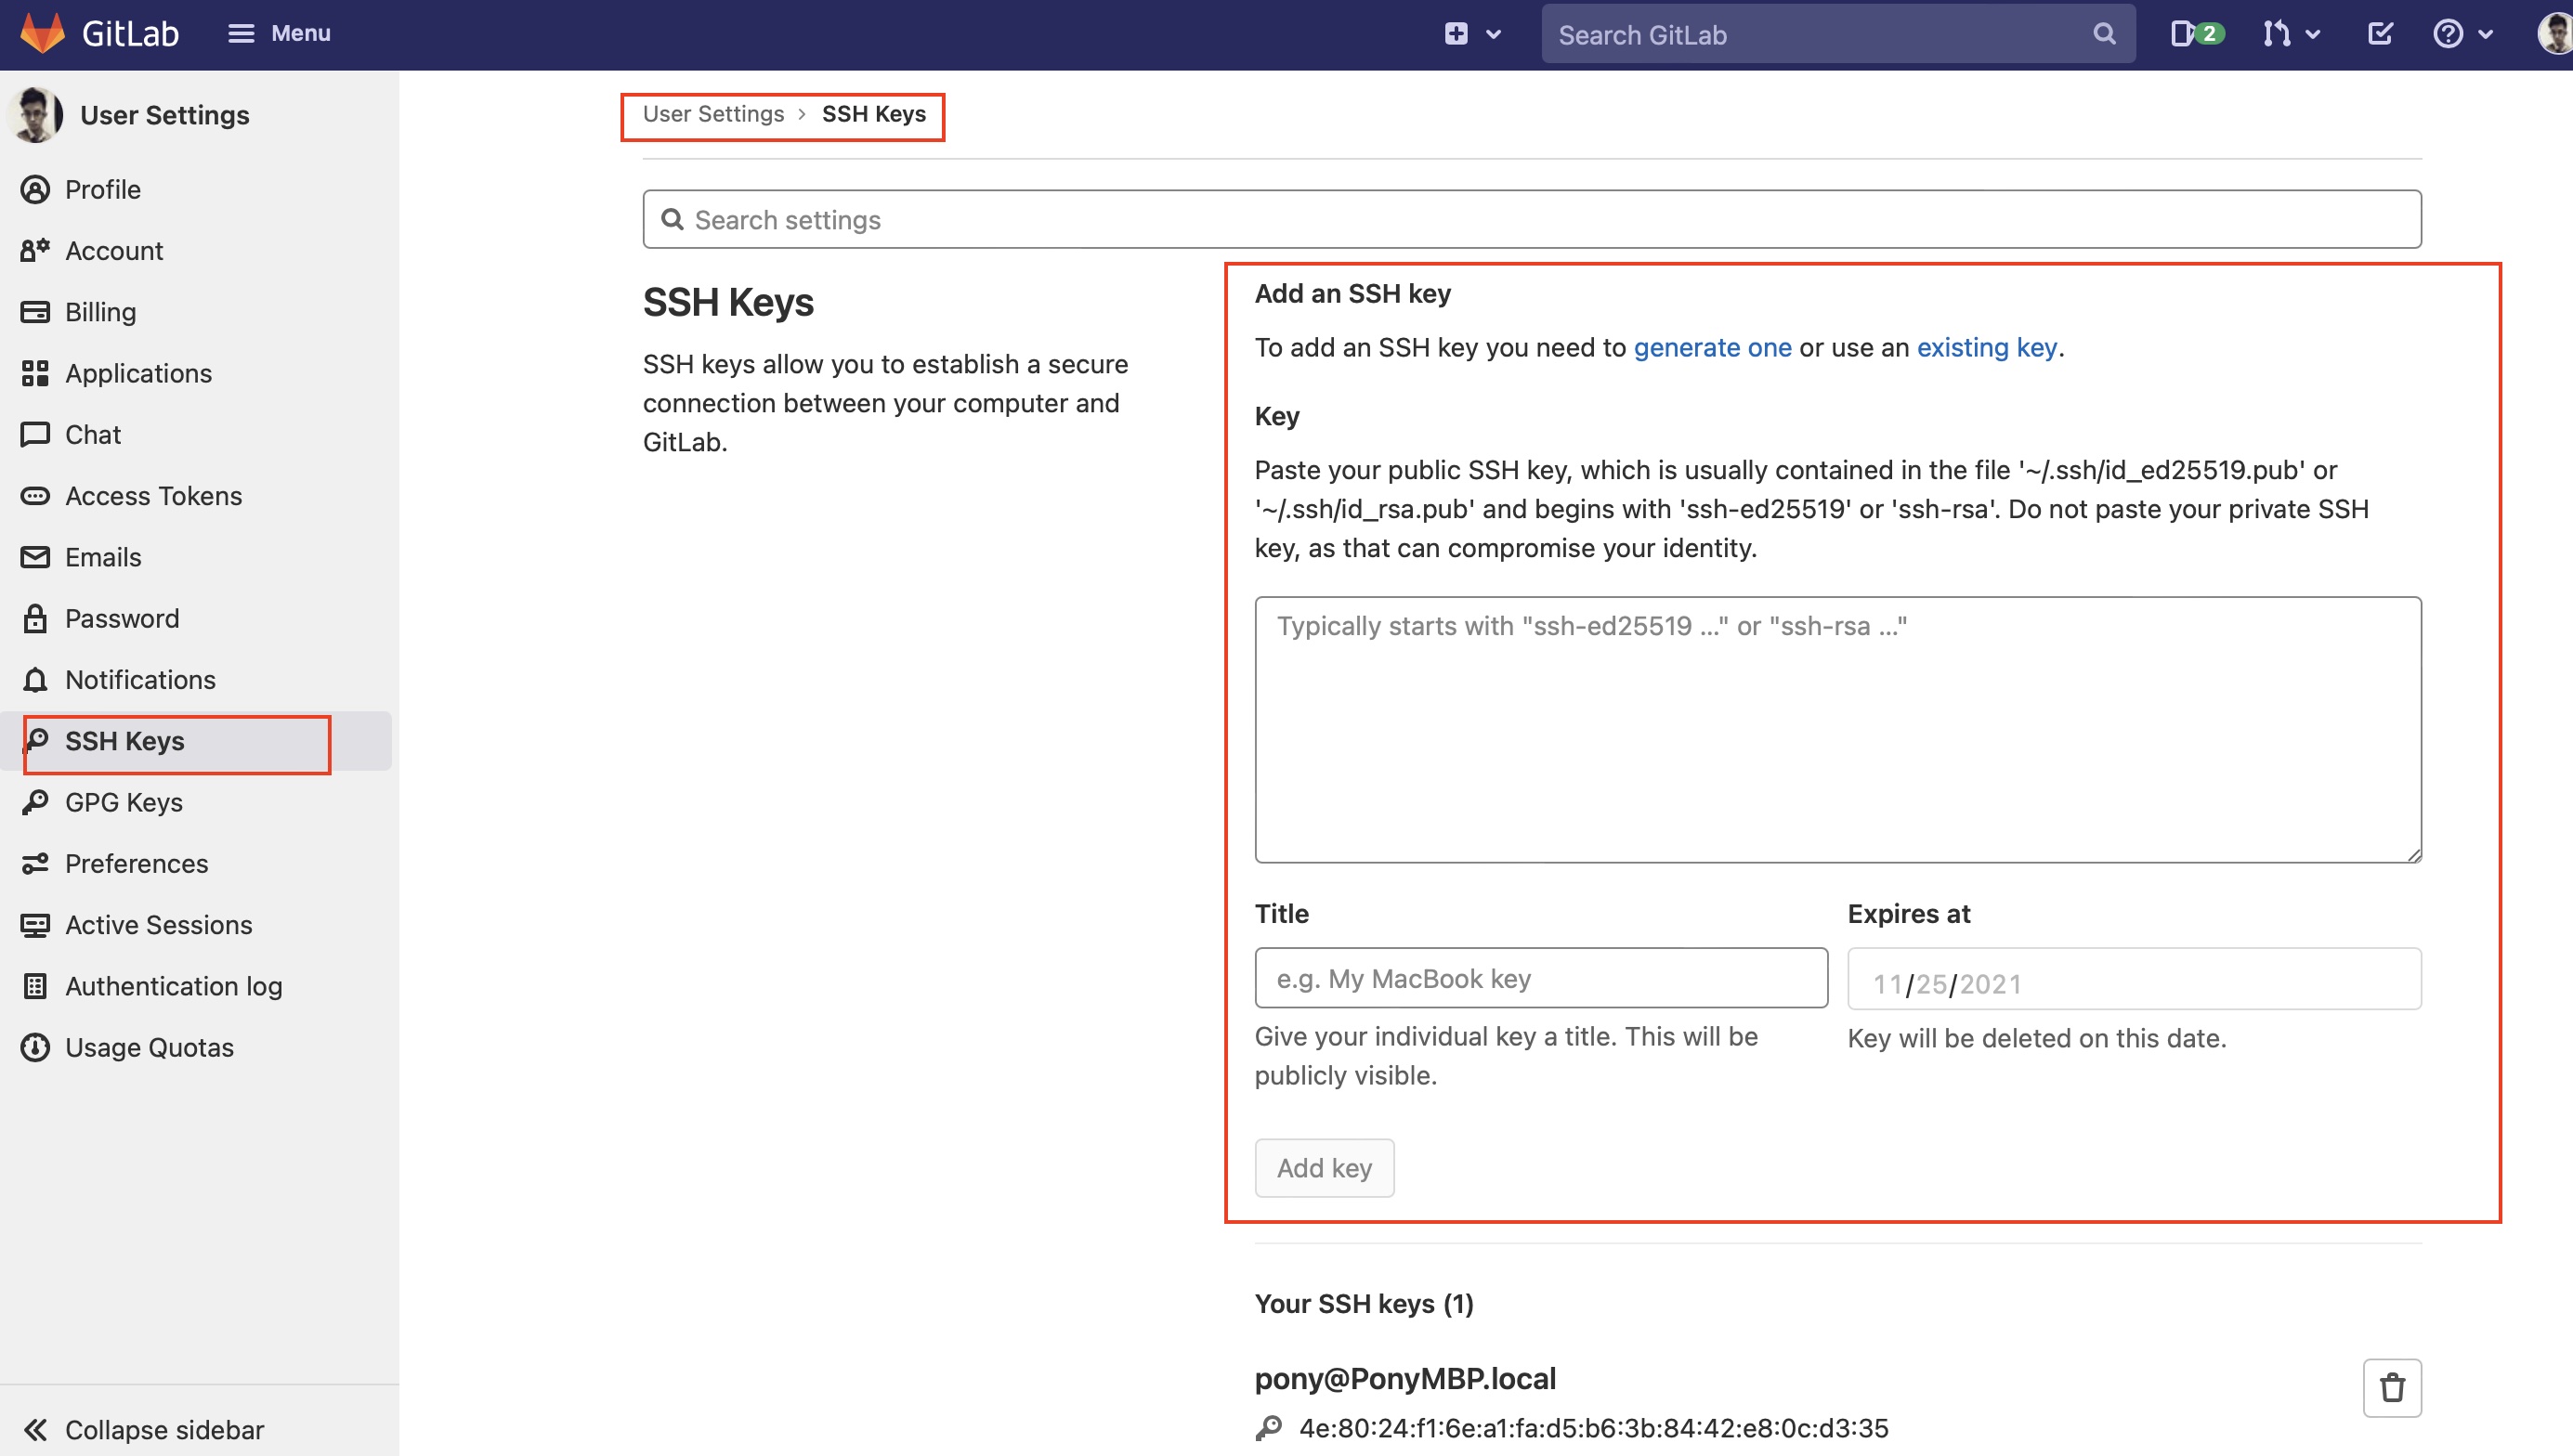 GitLab
Menu
Search GitLab
2
User Settings
Profile
Account
Billing
Applications
Chat
Access Tokens
Emails
Password
Notifications
SSH Keys
GPG Keys
Preferences
Active Sessions
Authentication log
Usage Quotas
Collapse sidebar
User Settings > SSH Keys
Search settings
SSH Keys
SSH keys allow you to establish a secure
connection between your computer and
GitLab.
Add an SSH key
To add an SSH key you need to generate one or use an existing key.
Key
Paste your public SSH key, which is usually contained in the file '~/.ssh/id_ed25519.pub' or
'~/.ssh/id_rsa.pub' and begins with 'ssh-ed25519' or 'ssh-rsa'. Do not paste your private SSH
key, as that can compromise your identity.
Typically starts with "ssh-ed25519 ..." or "ssh-rsa ..."
Title
e.g. My MacBook key
Give your individual key a title. This will be
publicly visible.
Expires at
11/25/2021
Key will be deleted on this date.
Add key
Your SSH keys (1)
pony@PonyMBP.local
4e:80:24:f1:6e:a1:fa:d5:b6:3b:84:42:e8:0c:d3:35